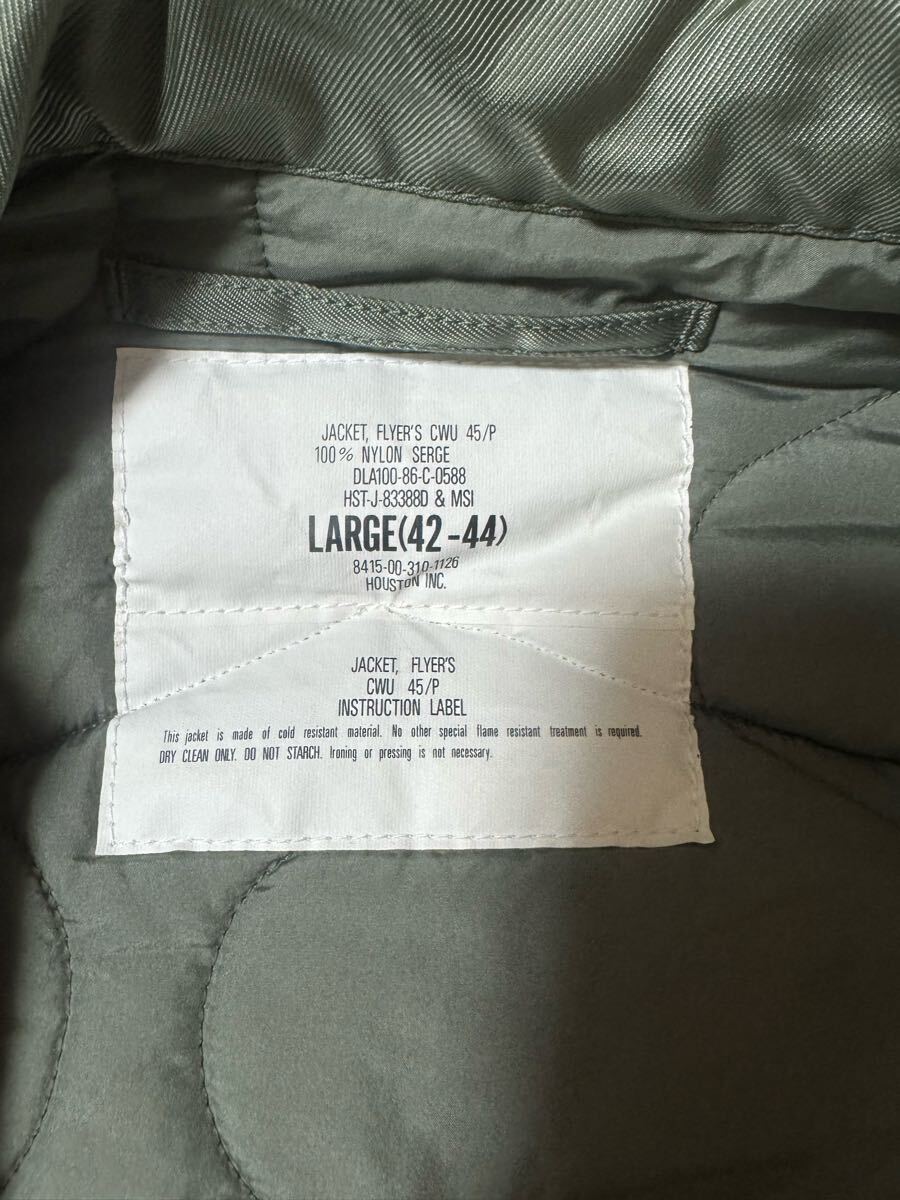 JACKET, FLYER'S CWU 45/P
100% NYLON SERGE
DLA100-86-C-0588
HST-J-83388D & MSI
LARGE(42-44)
8415-00-310-1126
HOUSTON INC.
JACKET, FLYER'S
CWU 45/P
INSTRUCTION LABEL
This jacket is made of cold resistant material. No other special flame resistant treatment is required.
DRY CLEAN ONLY. DO NOT STARCH. Ironing or pressing is not necessary.